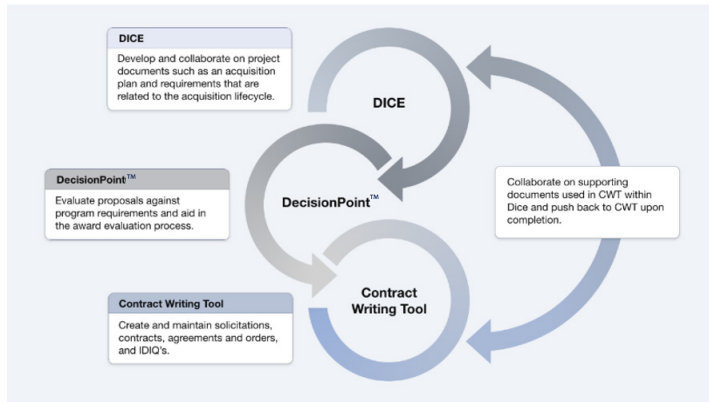 DICE
Develop and collaborate on project
documents such as an acquisition
plan and requirements that are
related to the acquisition lifecycle.
DICE
DecisionPoint™
Evaluate proposals against
program requirements and aid in
the award evaluation process.
DecisionPoint™
Collaborate on supporting
documents used in CWT within
Dice and push back to CWT upon
completion.
Contract Writing Tool
Create and maintain solicitations,
contracts, agreements and orders,
and IDIQ's.
Contract
Writing Tool